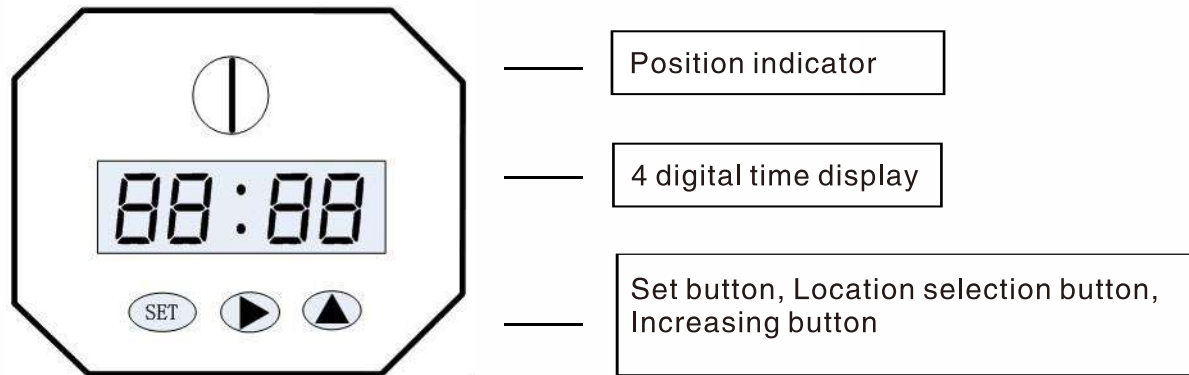 Position indicator
88:88
4 digital time display
SET
Set button, Location selection button,
Increasing button